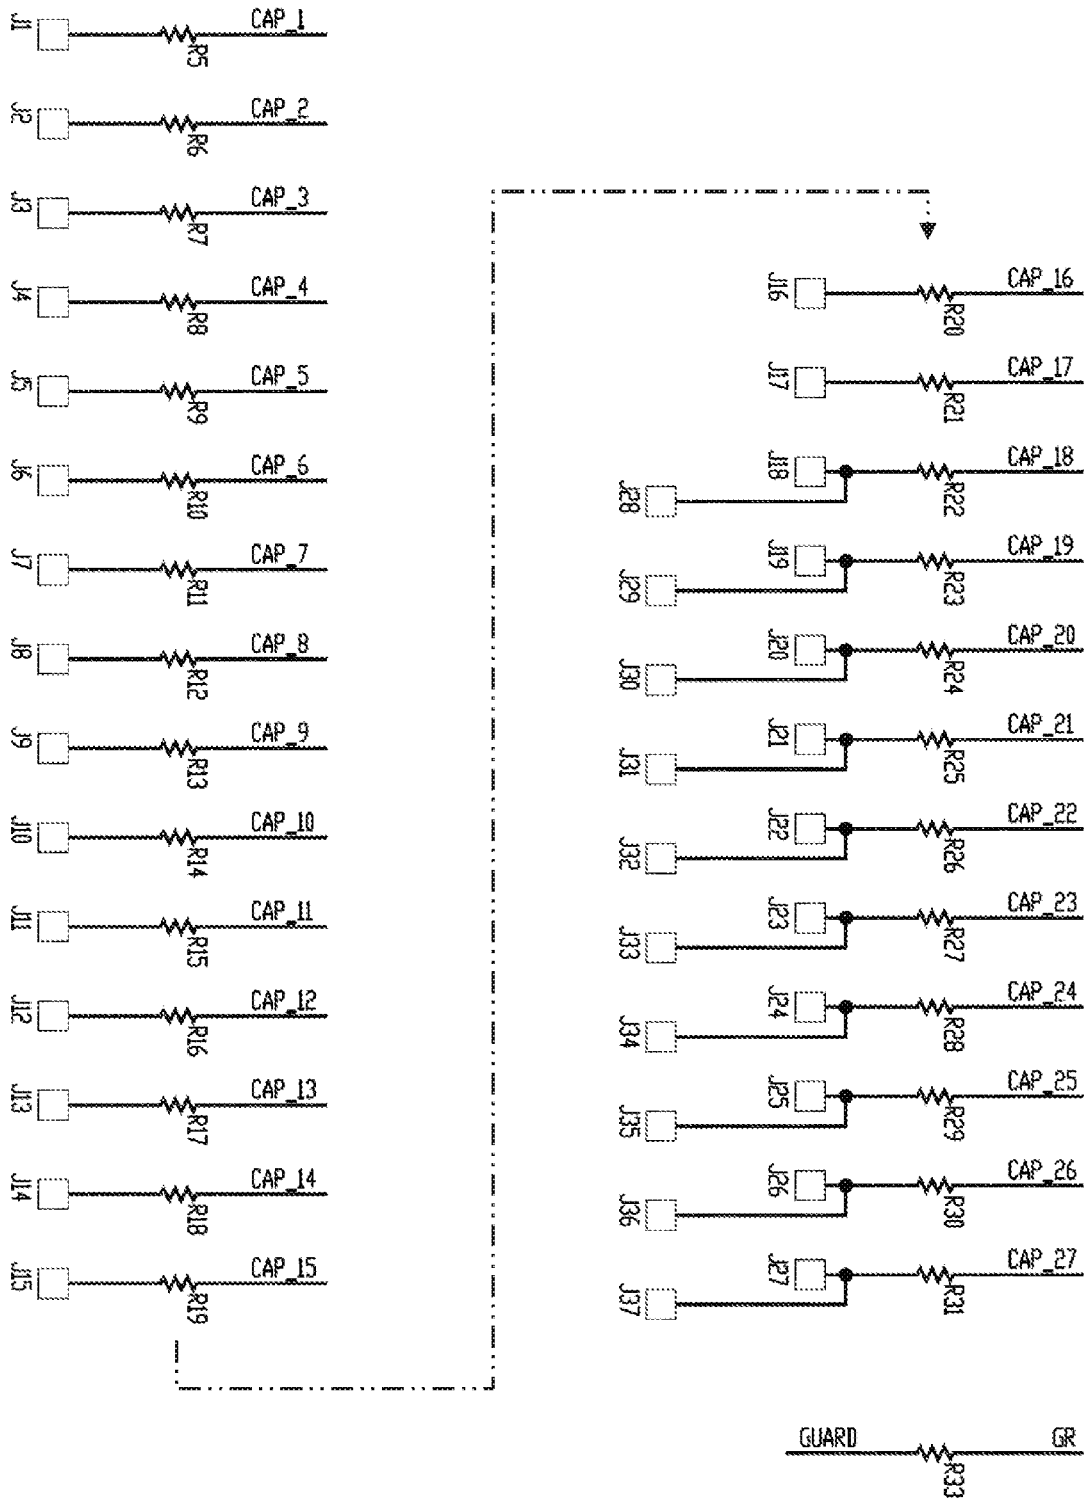 J1 CAP_1 R5
J2 CAP_2 R6
J3 CAP_3 R7
J4 CAP_4 R8
J5 CAP_5 R9
J6 CAP_6 R10
J7 CAP_7 R11
J8 CAP_8 R12
J9 CAP_9 R13
J10 CAP_10 R14
J11 CAP_11 R15
J12 CAP_12 R16
J13 CAP_13 R17
J14 CAP_14 R18
J15 CAP_15 R19
J16 CAP_16 R20
J17 CAP_17 R21
J18 CAP_18 R22
J28
J19 CAP_19 R23
J29
J20 CAP_20 R24
J30
J21 CAP_21 R25
J31
J22 CAP_22 R26
J32
J23 CAP_23 R27
J33
J24 CAP_24 R28
J34
J25 CAP_25 R29
J35
J26 CAP_26 R30
J36
J27 CAP_27 R31
J37
GUARD GR
R33